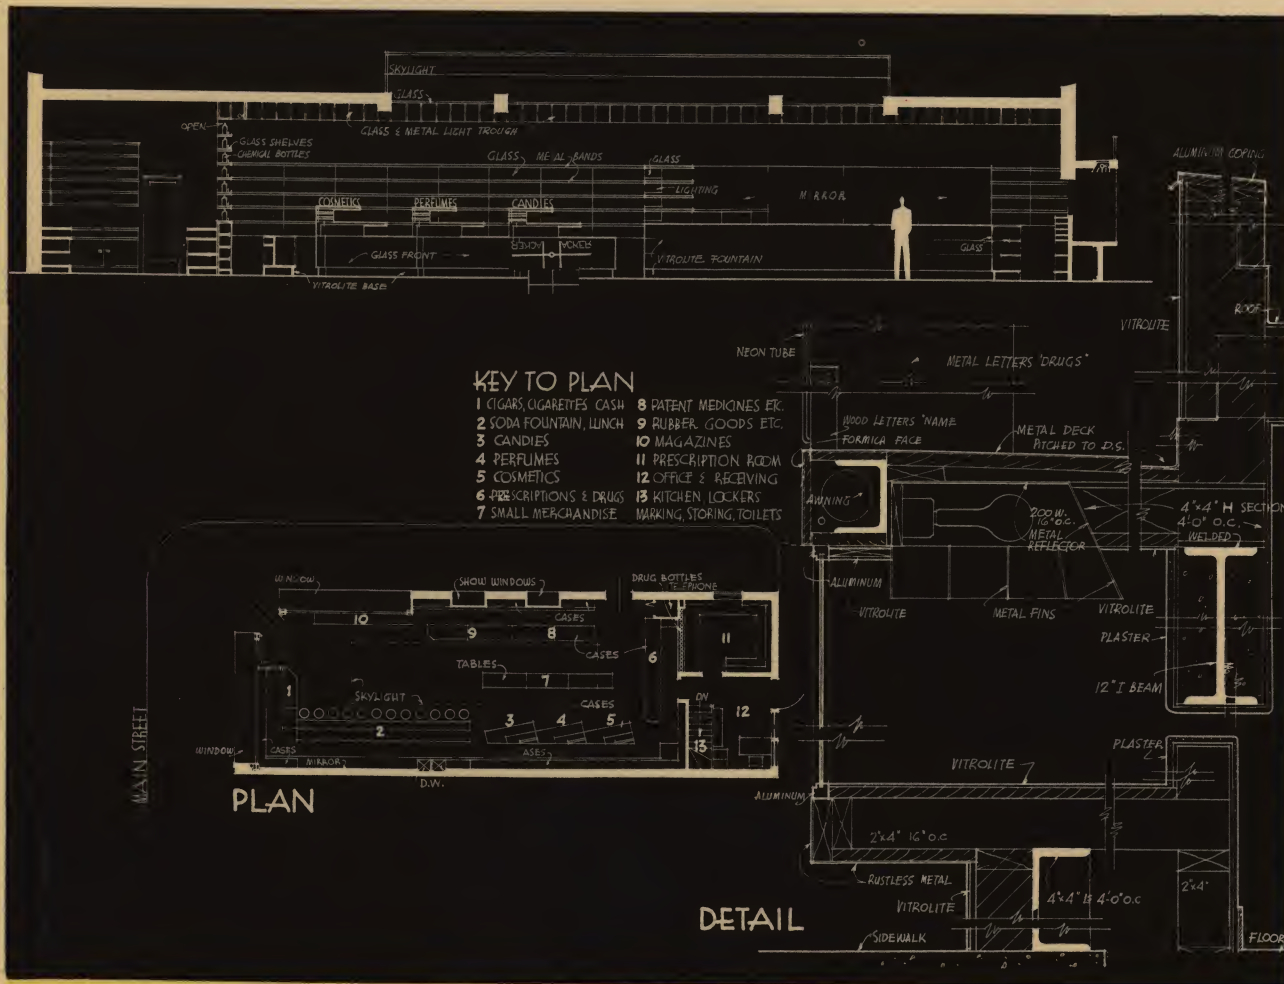 SKYLIGHT
GLASS
OPEN
GLASS & METAL LIGHT TROUGH
GLASS SHELVES
CHEMICAL BOTTLES
GLASS METAL BANDS
GLASS
LIGHTING
MIRROR
COSMETICS
PERFUMES
CANDIES
GLASS FRONT
VITROLITE FOUNTAIN
GLASS
VITROLITE BASE
ALUMINUM COPING
ROOF
VITROLITE
NEON TUBE
METAL LETTERS "DRUGS"
WOOD LETTERS "NAME
FORMICA FACE
METAL DECK
PITCHED TO D.S.
AWNING
200 W.
16" O.C.
METAL
REFLECTOR
4"x4" H SECTION
4'-0" O.C.
WELDED
ALUMINUM
VITROLITE
METAL FINS
VITROLITE
PLASTER
12" I BEAM
PLASTER
VITROLITE
ALUMINUM
2"x4" 16" O.C
RUSTLESS METAL
VITROLITE
4"x4" 4'-0" O.C
2"x4"
SIDEWALK
FLOOR
DETAIL
KEY TO PLAN
1 CIGARS, CIGARETTES CASH
2 SODA FOUNTAIN, LUNCH
3 CANDIES
4 PERFUMES
5 COSMETICS
6 PRESCRIPTIONS & DRUGS
7 SMALL MERCHANDISE
8 PATENT MEDICINES ETC.
9 RUBBER GOODS ETC.
10 MAGAZINES
11 PRESCRIPTION ROOM
12 OFFICE & RECEIVING
13 KITCHEN, LOCKERS
MARKING, STORING, TOILETS
WINDOW
SHOW WINDOWS
DRUG BOTTLES
TELEPHONE
CASES
10
9
8
CASES
6
11
TABLES
7
1
SKYLIGHT
CASES
DN
12
2
3
4
5
13
WINDOW
CASES
MIRROR
ASES
D.W.
MAIN STREET
PLAN